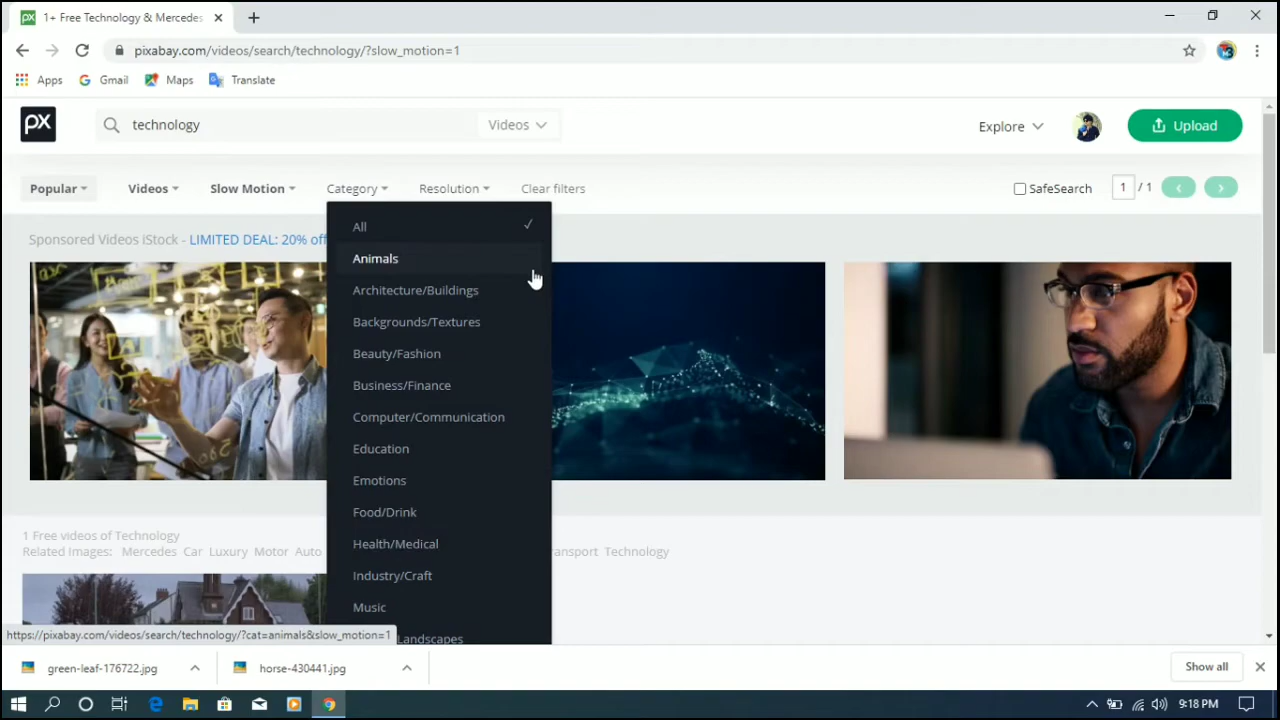 1+ Free Technology & Mercedes
pixabay.com/videos/search/technology/?slow_motion=1
Apps Gmail Maps Translate
px technology Videos Explore Upload
Popular Videos Slow Motion Category Resolution Clear filters SafeSearch 1 / 1
Sponsored Videos iStock - LIMITED DEAL: 20% off
All
Animals
Architecture/Buildings
Backgrounds/Textures
Beauty/Fashion
Business/Finance
Computer/Communication
Education
Emotions
Food/Drink
Health/Medical
Industry/Craft
Music
Landscapes
1 Free videos of Technology
Related Images: Mercedes Car Luxury Motor Auto Technology
https://pixabay.com/videos/search/technology/?cat=animals&slow_motion=1
green-leaf-176722.jpg horse-430441.jpg Show all
9:18 PM